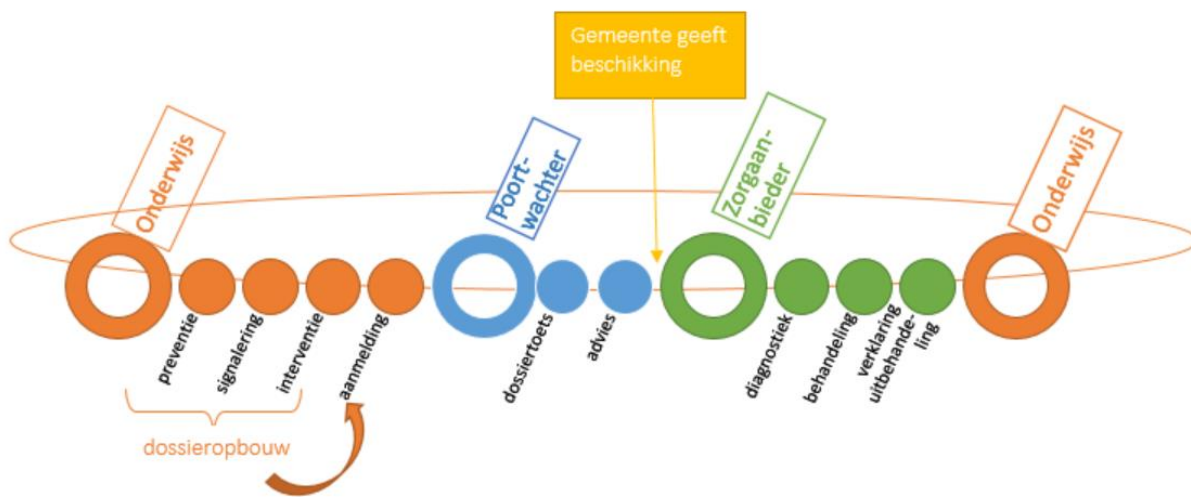 Gemeente geeft
beschikking
Onderwijs
Poort-
wachter
Zorgaan-
bieder
Onderwijs
preventie
signalering
interventie
aanmelding
dossiertoets
advies
diagnostiek
behandeling
verklaring
uitbehande-
ling
dossieropbouw